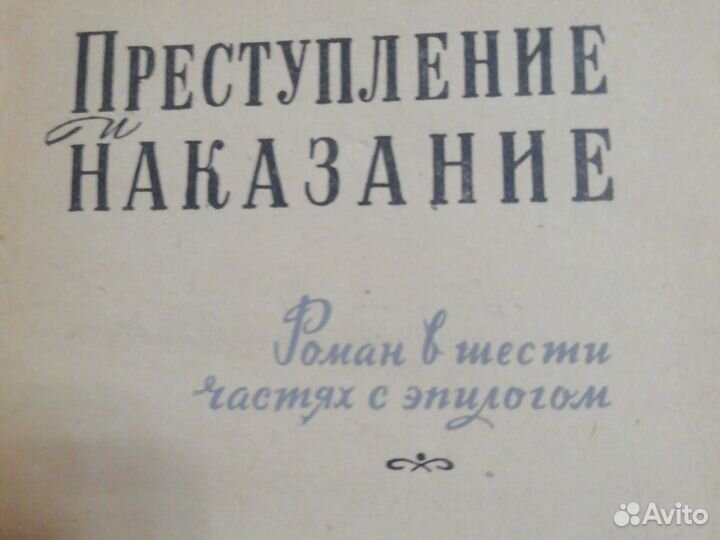 ПРЕСТУПЛЕНИЕ
и
НАКАЗАНИЕ
Роман в шести
частях с эпилогом
Avito